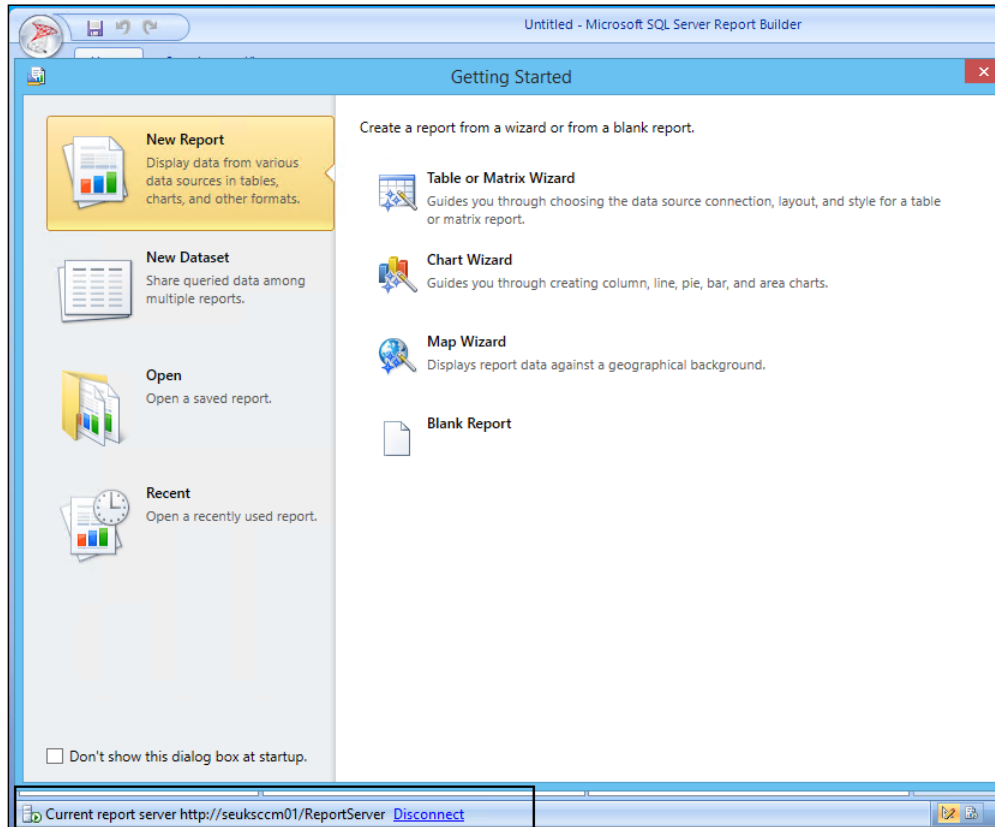 Untitled - Microsoft SQL Server Report Builder
Getting Started
New Report
Display data from various
data sources in tables,
charts, and other formats.
New Dataset
Share queried data among
multiple reports.
Open
Open a saved report.
Recent
Open a recently used report.
Don't show this dialog box at startup.
Create a report from a wizard or from a blank report.
Table or Matrix Wizard
Guides you through choosing the data source connection, layout, and style for a table
or matrix report.
Chart Wizard
Guides you through creating column, line, pie, bar, and area charts.
Map Wizard
Displays report data against a geographical background.
Blank Report
Current report server http://seuksccm01/ReportServer Disconnect